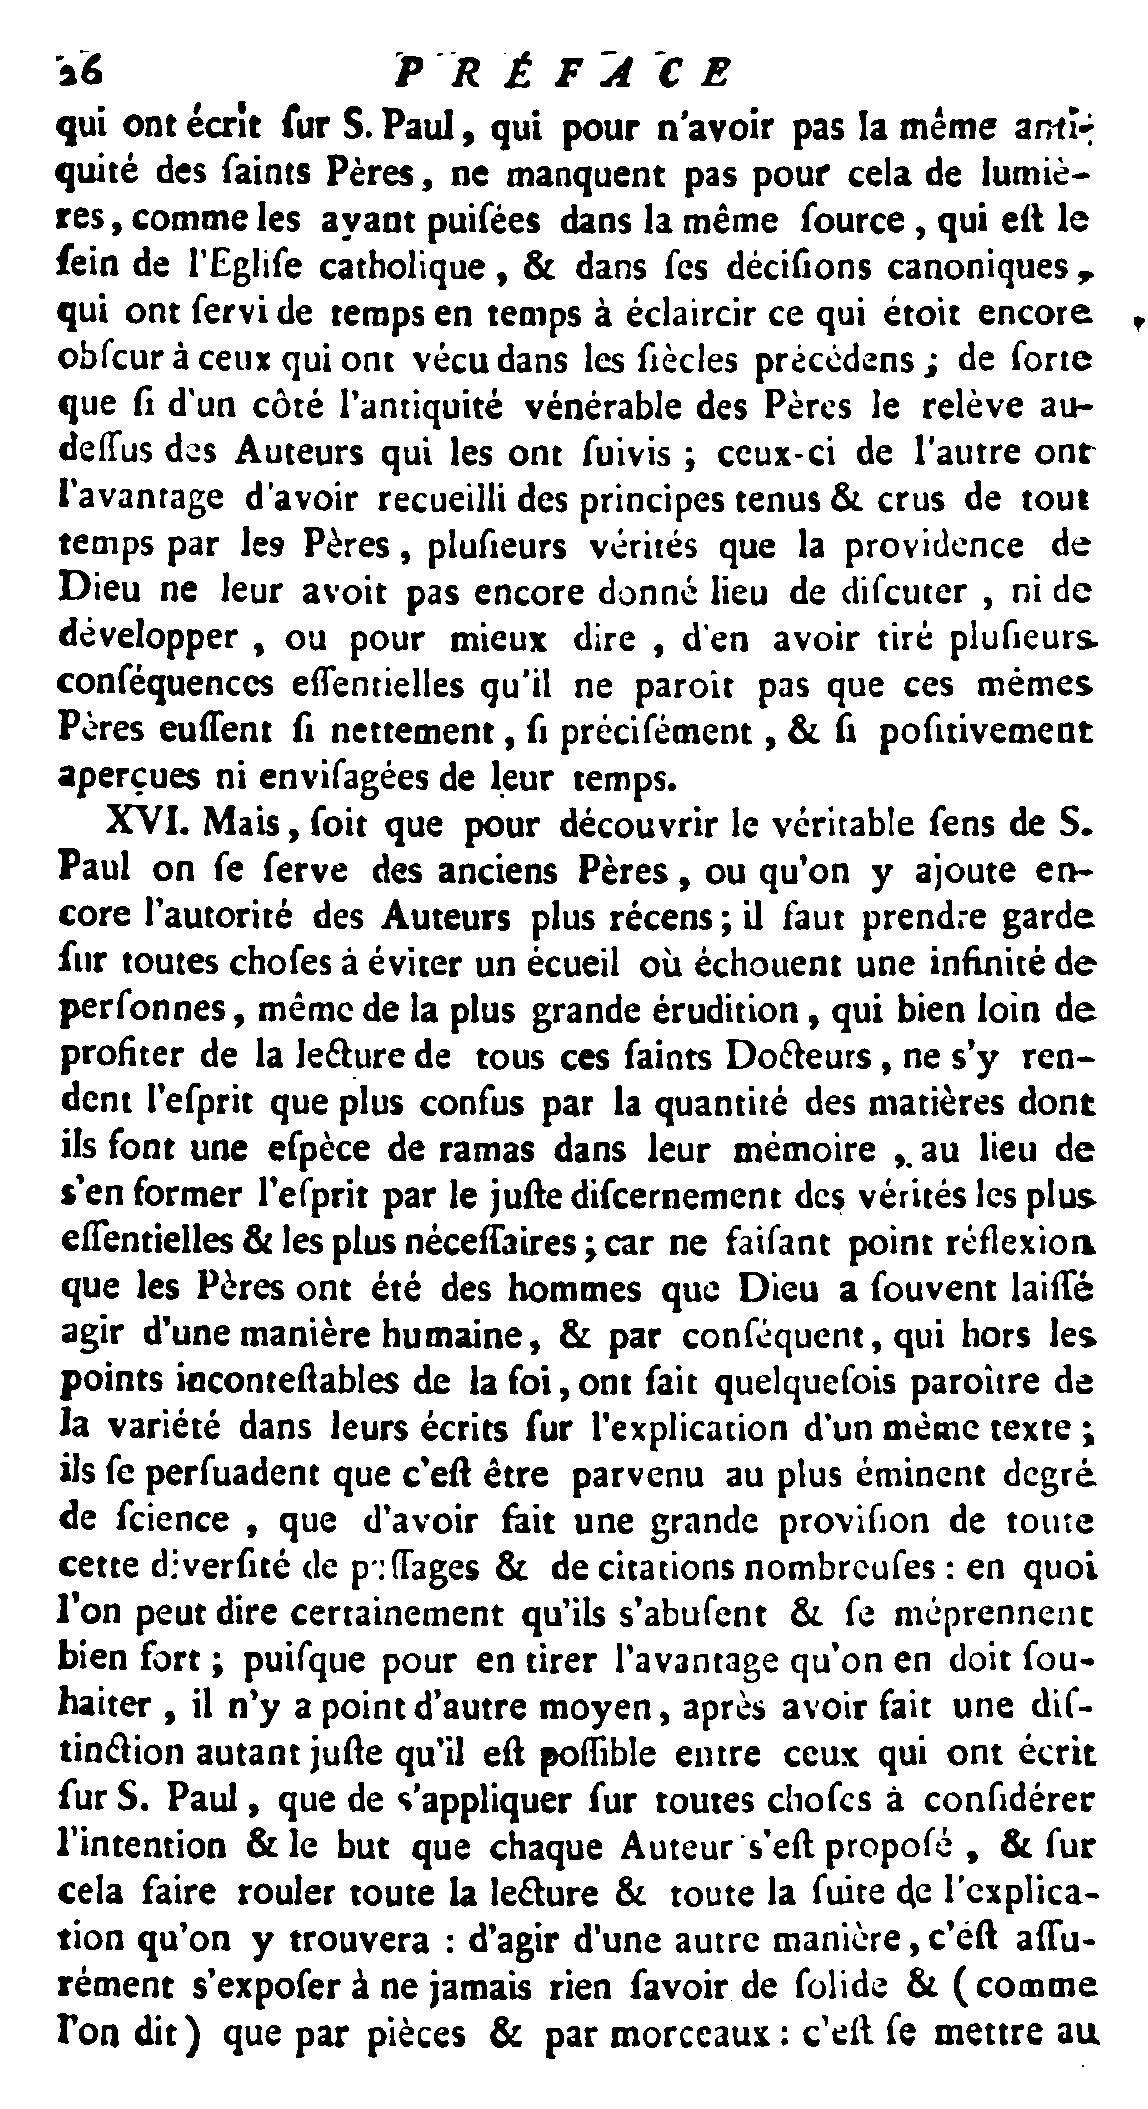 26 PRÉFACE
qui ont écrit ſur S. Paul, qui pour n'avoir pas la même anti-
quité des ſaints Pères, ne manquent pas pour cela de lumiè-
res, comme les ayant puiſées dans la même ſource, qui eſt le
ſein de l'Egliſe catholique, & dans ſes déciſions canoniques,
qui ont ſervi de temps en temps à éclaircir ce qui étoit encore
obſcur à ceux qui ont vécu dans les ſiècles précédens; de ſorte
que ſi d'un côté l'antiquité vénérable des Pères le relève au-
deſſus des Auteurs qui les ont ſuivis; ceux-ci de l'autre ont
l'avantage d'avoir recueilli des principes tenus & crus de tout
temps par les Pères, pluſieurs vérités que la providence de
Dieu ne leur avoit pas encore donné lieu de diſcuter, ni de
développer, ou pour mieux dire, d'en avoir tiré pluſieurs
conſéquences eſſentielles qu'il ne paroît pas que ces mêmes
Pères euſſent ſi nettement, ſi préciſément, & ſi poſitivement
aperçues ni enviſagées de leur temps.
XVI. Mais, ſoit que pour découvrir le véritable ſens de S.
Paul on ſe ſerve des anciens Pères, ou qu'on y ajoute en-
core l'autorité des Auteurs plus récens; il faut prendre garde
ſur toutes choſes à éviter un écueil où échouent une infinité de
perſonnes, même de la plus grande érudition, qui bien loin de
profiter de la lecture de tous ces ſaints Docteurs, ne s'y ren-
dent l'eſprit que plus confus par la quantité des matières dont
ils font une eſpèce de ramas dans leur mémoire, au lieu de
s'en former l'eſprit par le juſte diſcernement des vérités les plus
eſſentielles & les plus néceſſaires; car ne faiſant point réflexion
que les Pères ont été des hommes que Dieu a ſouvent laiſſé
agir d'une manière humaine, & par conſéquent, qui hors les
points inconteſtables de la foi, ont fait quelquefois paroître de
la variété dans leurs écrits ſur l'explication d'un même texte;
ils ſe perſuadent que c'eſt être parvenu au plus éminent degré
de ſcience, que d'avoir fait une grande proviſion de toute
cette diverſité de paſſages & de citations nombreuſes: en quoi
l'on peut dire certainement qu'ils s'abuſent & ſe méprennent
bien fort; puiſque pour en tirer l'avantage qu'on en doit ſou-
haiter, il n'y a point d'autre moyen, après avoir fait une diſ-
tinction autant juſte qu'il eſt poſſible entre ceux qui ont écrit
ſur S. Paul, que de s'appliquer ſur toutes choſes à conſidérer
l'intention & le but que chaque Auteur s'eſt propoſé, & ſur
cela faire rouler toute la lecture & toute la ſuite de l'explica-
tion qu'on y trouvera: d'agir d'une autre manière, c'éſt aſſu-
rément s'expoſer à ne jamais rien ſavoir de ſolide & (comme
l'on dit) que par pièces & par morceaux: c'eſt ſe mettre au